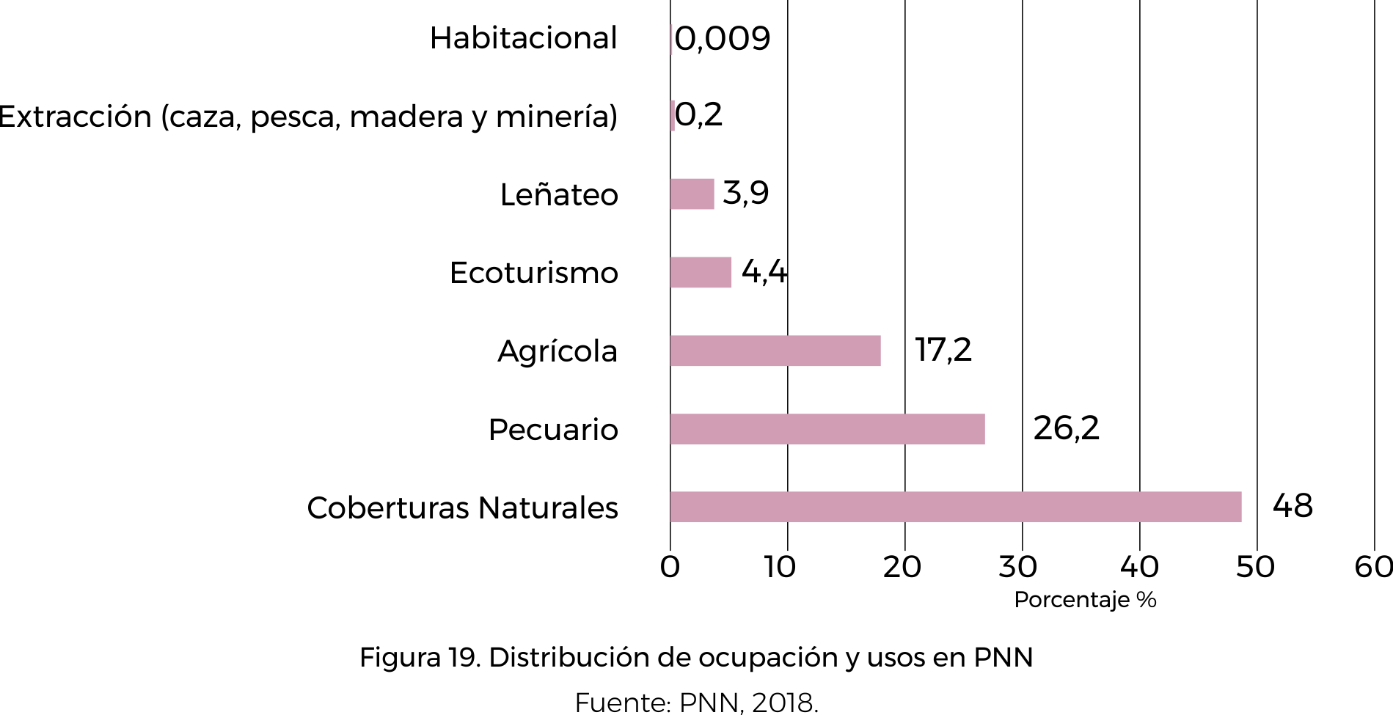 Habitacional 0,009
Extracción (caza, pesca, madera y minería) 0,2
Leñateo 3,9
Ecoturismo 4,4
Agrícola 17,2
Pecuario 26,2
Coberturas Naturales 48
0 10 20 30 40 50 60
Porcentaje %
Figura 19. Distribución de ocupación y usos en PNN
Fuente: PNN, 2018.